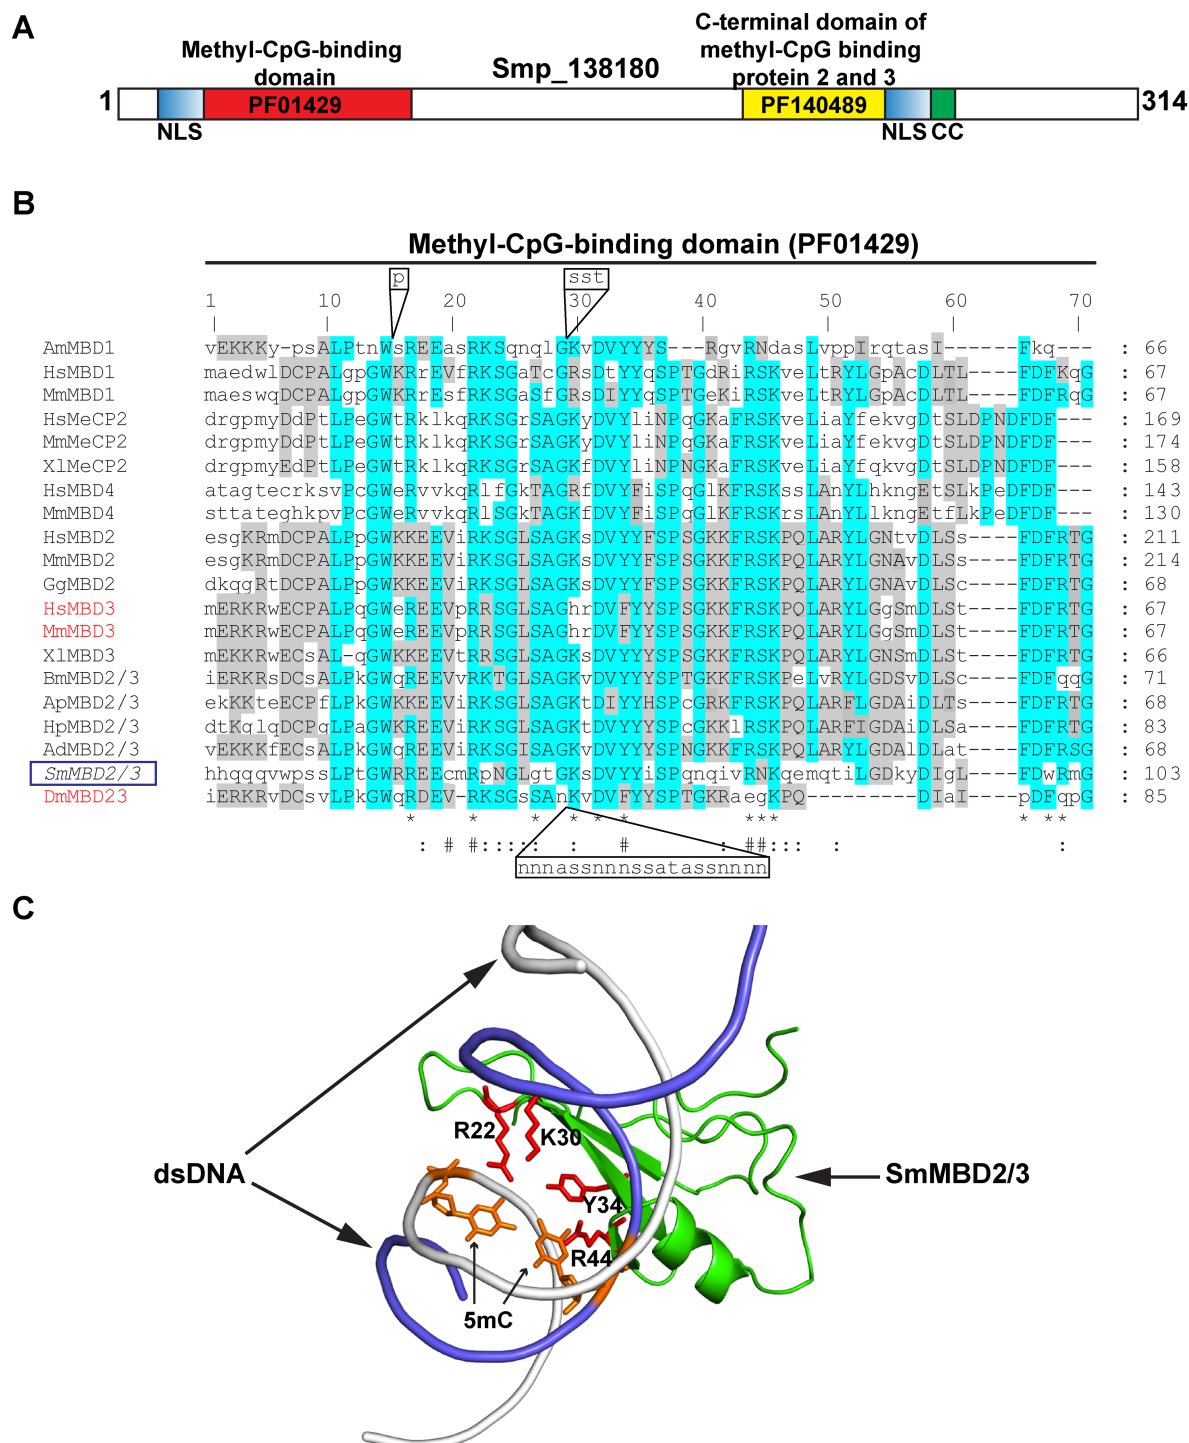 A
Methyl-CpG-binding
domain
Smp_138180
C-terminal domain of
methyl-CpG binding
protein 2 and 3
1 PF01429 PF140489 314
NLS NLS CC
B
Methyl-CpG-binding domain (PF01429)
p sst
1 10 20 30 40 50 60 70
AmMBD1 vEKKKy-psALPtnWsREEasRKSqnqlGKvDVYYYS---RgvRNdasLvppIrqtasI------Fkq--- : 66
HsMBD1 maedwlDCPALgpGWKRrEVfRKSGaTcGRsDtYYqSPTGdRiRSKveLtRYLGpAcDLTL----FDFKqG : 67
MmMBD1 maeswqDCPALgpGWKRrEsfRKSGaSfGRsDIYYqSPTGeKiRSKveLtRYLGpAcDLTL----FDFRqG : 67
HsMeCP2 drgpmyDdPtLPeGWtRklkqRKSGrSAGKyDVYliNPqGKaFRSKveLiaYfekvgDtSLDPNDFDF--- : 169
MmMeCP2 drgpmyDdPtLPeGWtRklkqRKSGrSAGKyDVYliNPqGKaFRSKveLiaYfekvgDtSLDPNDFDF--- : 174
XlMeCP2 drgpmyEdPtLPeGWtRklkqRKSGrSAGKfDVYliNPNGKaFRSKveLiaYfqkvgDtSLDPNDFDF--- : 158
HsMBD4 atagtecrksvPcGWeRvvkqRlfGkTAGRfDVYFiSPqGlKFRSKssLAnYLhkngEtSLkPeDFDF--- : 143
MmMBD4 sttateghkpvPcGWeRvvkqRlSGkTAGKfDVYFiSPqGlKFRSKrsLAnYLlkngEtfLkPeDFDF--- : 130
HsMBD2 esgKRmDCPALPpGWKKEEVIRKSGLSAGKsDVYYFSPSGKKFRSKPQLARYLGNtvDLSs----FDFRTG : 211
MmMBD2 esgKRmDCPALPpGWKKEEVIRKSGLSAGKsDVYYFSPSGKKFRSKPQLARYLGNAvDLSs----FDFRTG : 214
GgMBD2 dkqgRtDCPALPpGWKKEEVIRKSGLSAGKsDVYYFSPSGKKFRSKPQLARYLGNAvDLSc----FDFRTG : 68
HsMBD3 mERKRwECPALPqGWeREEVpRRSGLSAGhrDVFYYSPSGKKFRSKPQLARYLGgSmDLSt----FDFRTG : 67
MmMBD3 mERKRwECPALPqGWeREEVpRRSGLSAGhrDVFYYSPSGKKFRSKPQLARYLGgSmDLSt----FDFRTG : 67
XlMBD3 mEKKRwECsAL-qGWKKEEVtRRSGLSAGKsDVYYYSPSGKKFRSKPQLARYLGNSmDLSc----FDFRTG : 66
BmMBD2/3 iERKRsDCsALPkGWqREEVvRKTGLSAGKsDVYYYSPTGKKFRSKPeLvRYLGDSvDLSc----FDFqqG : 71
ApMBD2/3 ekKKteECPfLPkGWKKEEViRKSGLSAGKtDIYYHSPcGRKFRSKPQLARFLGDAiDLTs----FDFRTG : 68
HpMBD2/3 dtKqlqDCPaLPaGWKREEViRKSGLSAGKtDVYYYSPcGKKlRSKPQLARFIGDAiDLSa----FDFRTG : 83
AdMBD2/3 vEKKKfECsALPkGWqREEViRKSGISAGKvDVYYYSPNGKKFRSKPQLARYLGDAlDLat----FDFRSG : 68
SmMBD2/3 hhqqqvwpssLPtGWRREEcmRpNGLgtGKsDVYYiSPqnqivRNKqemqtiLGDkyDIgL----FDwRmG : 103
DmMBD23 iERKRvDCsvLPkGWqRDEV-RKSGsSAnKvDVYFYSPTGKRaegKPQ---------DIaI----pDFqpG : 85
* * * * * * *** * **
: # #::::: : # :##::: : :
nnnassnnnssatassnnnn
C
dsDNA
R22
K30
Y34
R44
5mC
SmMBD2/3